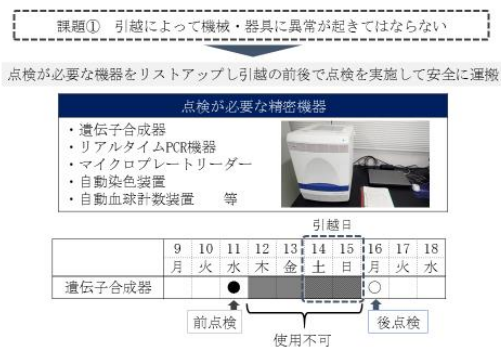 課題① 引越によって機械・器具に異常が起きてはならない
点検が必要な機器をリストアップし引越の前後で点検を実施して安全に運搬
点検が必要な精密機器
・遺伝子合成器
・リアルタイムPCR機器
・マイクロプレートリーダー
・自動染色装置
・自動血球計数装置 等
引越日
9 10 11 12 13 14 15 16 17 18
月 火 水 木 金 土 日 月 火 水
遺伝子合成器 ● ○
前点検 後点検
使用不可